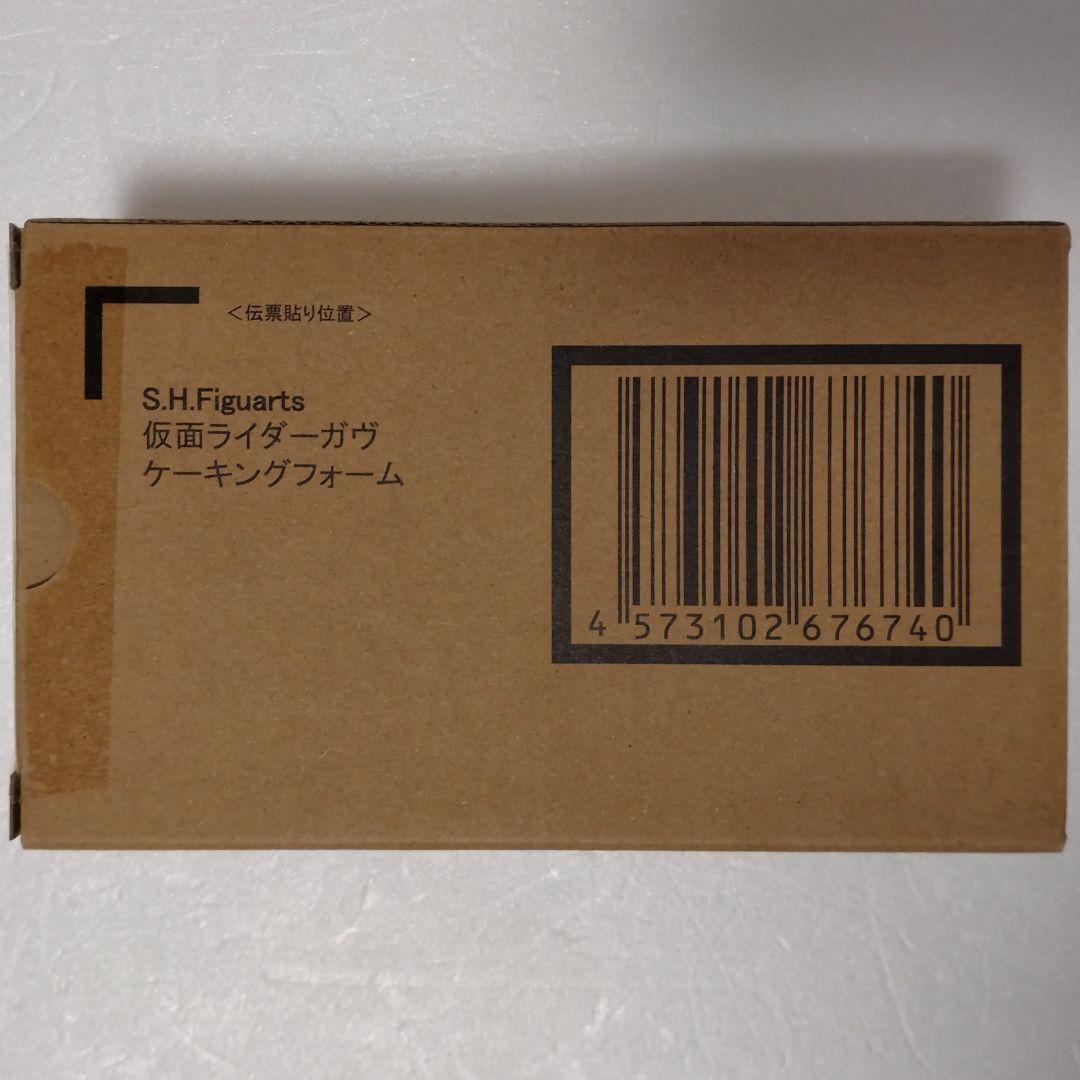 ＜伝票貼り位置＞
S.H.Figuarts
仮面ライダーガヴ
ケーキングフォーム
4 573102 676740